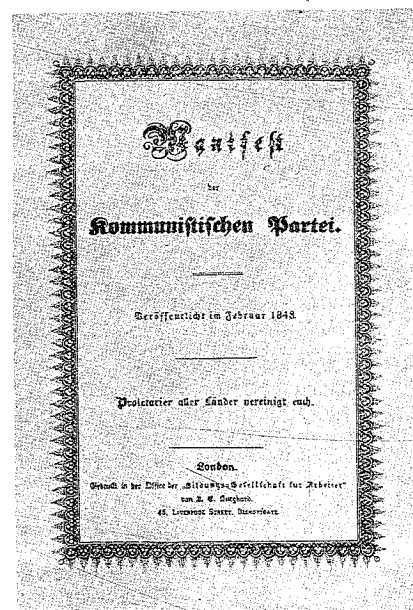 Manifest
der
Kommunistischen Partei.
Veröffentlicht im Februar 1848.
Proletarier aller Länder vereinigt euch.
London.
Gedruckt in der Office der „Bildungs-Gesellschaft für Arbeiter“
von J. E. Burghard.
46, Liverpool Street, Bishopsgate.